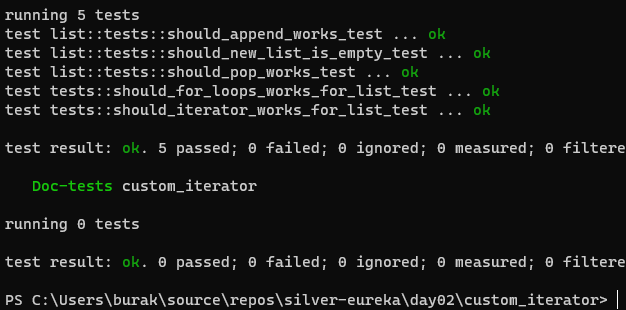 running 5 tests
test list::tests::should_append_works_test ... ok
test list::tests::should_new_list_is_empty_test ... ok
test list::tests::should_pop_works_test ... ok
test tests::should_for_loops_works_for_list_test ... ok
test tests::should_iterator_works_for_list_test ... ok
test result: ok. 5 passed; 0 failed; 0 ignored; 0 measured; 0 filtere
Doc-tests custom_iterator
running 0 tests
test result: ok. 0 passed; 0 failed; 0 ignored; 0 measured; 0 filtere
PS C:\Users\burak\source\repos\silver-eureka\day02\custom_iterator>